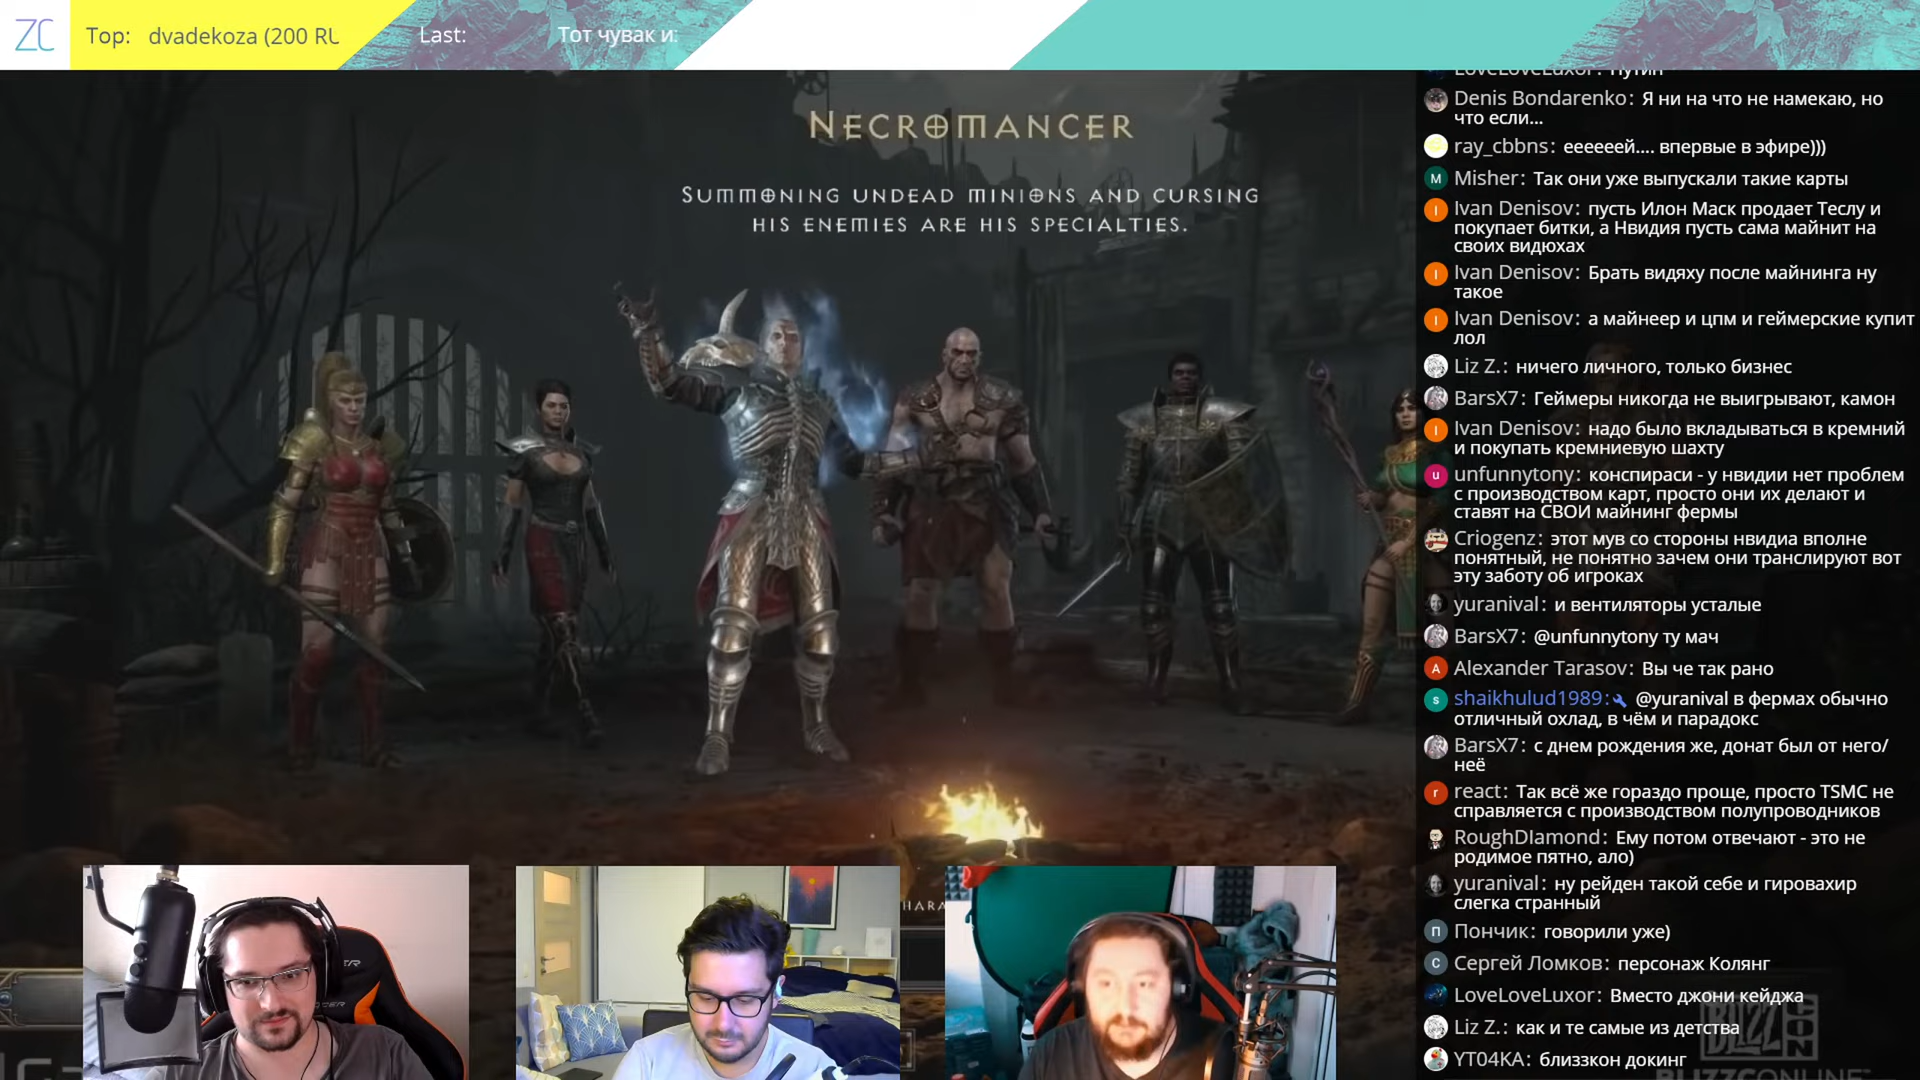 ZC
Top: dvadekoza (200 RU
Last:
Тот чувак и:
NECROMANCER
SUMMONING UNDEAD MINIONS AND CURSING
HIS ENEMIES ARE HIS SPECIALTIES.
LoveLoveLuxor: Путин
Denis Bondarenko: Я ни на что не намекаю, но
что если...
ray_cbbns: еееееей.... впервые в эфире)))
M Misher: Так они уже выпускали такие карты
I Ivan Denisov: пусть Илон Маск продает Теслу и
покупает битки, а Нвидия пусть сама майнит на
своих видюхах
I Ivan Denisov: Брать видяху после майнинга ну
такое
I Ivan Denisov: а майнеер и цпм и геймерские купит
лол
Liz Z.: ничего личного, только бизнес
BarsX7: Геймеры никогда не выигрывают, камон
I Ivan Denisov: надо было вкладываться в кремний
и покупать кремниевую шахту
u unfunnytony: конспираси - у нвидии нет проблем
с производством карт, просто они их делают и
ставят на СВОИ майнинг фермы
Criogenz: этот мув со стороны нвидиа вполне
понятный, не понятно зачем они транслируют вот
эту заботу об игроках
yuranival: и вентиляторы усталые
BarsX7: @unfunnytony ту мач
A Alexander Tarasov: Вы че так рано
s shaikhulud1989: @yuranival в фермах обычно
отличный охлад, в чём и парадокс
BarsX7: с днем рождения же, донат был от него/
неё
r react: Так всё же гораздо проще, просто TSMC не
справляется с производством полупроводников
RoughDIamond: Ему потом отвечают - это не
родимое пятно, ало)
yuranival: ну рейден такой себе и гировахир
слегка странный
П Пончик: говорили уже)
С Сергей Ломков: персонаж Колянг
LoveLoveLuxor: Вместо джони кейджа
Liz Z.: как и те самые из детства
YT04KA: близзкон докинг
HARA
BLIZZ
CON
BLIZZCONLINE